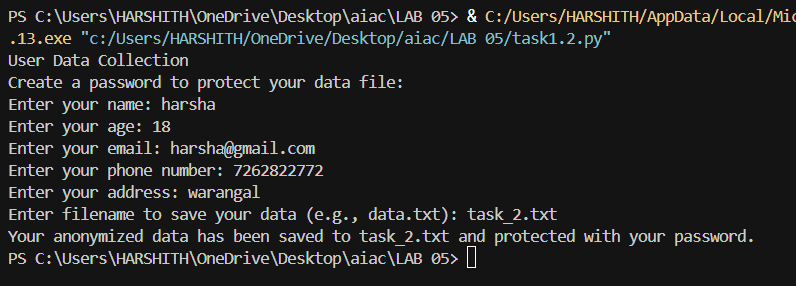 PS C:\Users\HARSHITH\OneDrive\Desktop\aiac\LAB 05> & C:/Users/HARSHITH/AppData/Local/Mic
.13.exe "c:/Users/HARSHITH/OneDrive/Desktop/aiac/LAB 05/task1.2.py"
User Data Collection
Create a password to protect your data file:
Enter your name: harsha
Enter your age: 18
Enter your email: harsha@gmail.com
Enter your phone number: 7262822772
Enter your address: warangal
Enter filename to save your data (e.g., data.txt): task_2.txt
Your anonymized data has been saved to task_2.txt and protected with your password.
PS C:\Users\HARSHITH\OneDrive\Desktop\aiac\LAB 05>